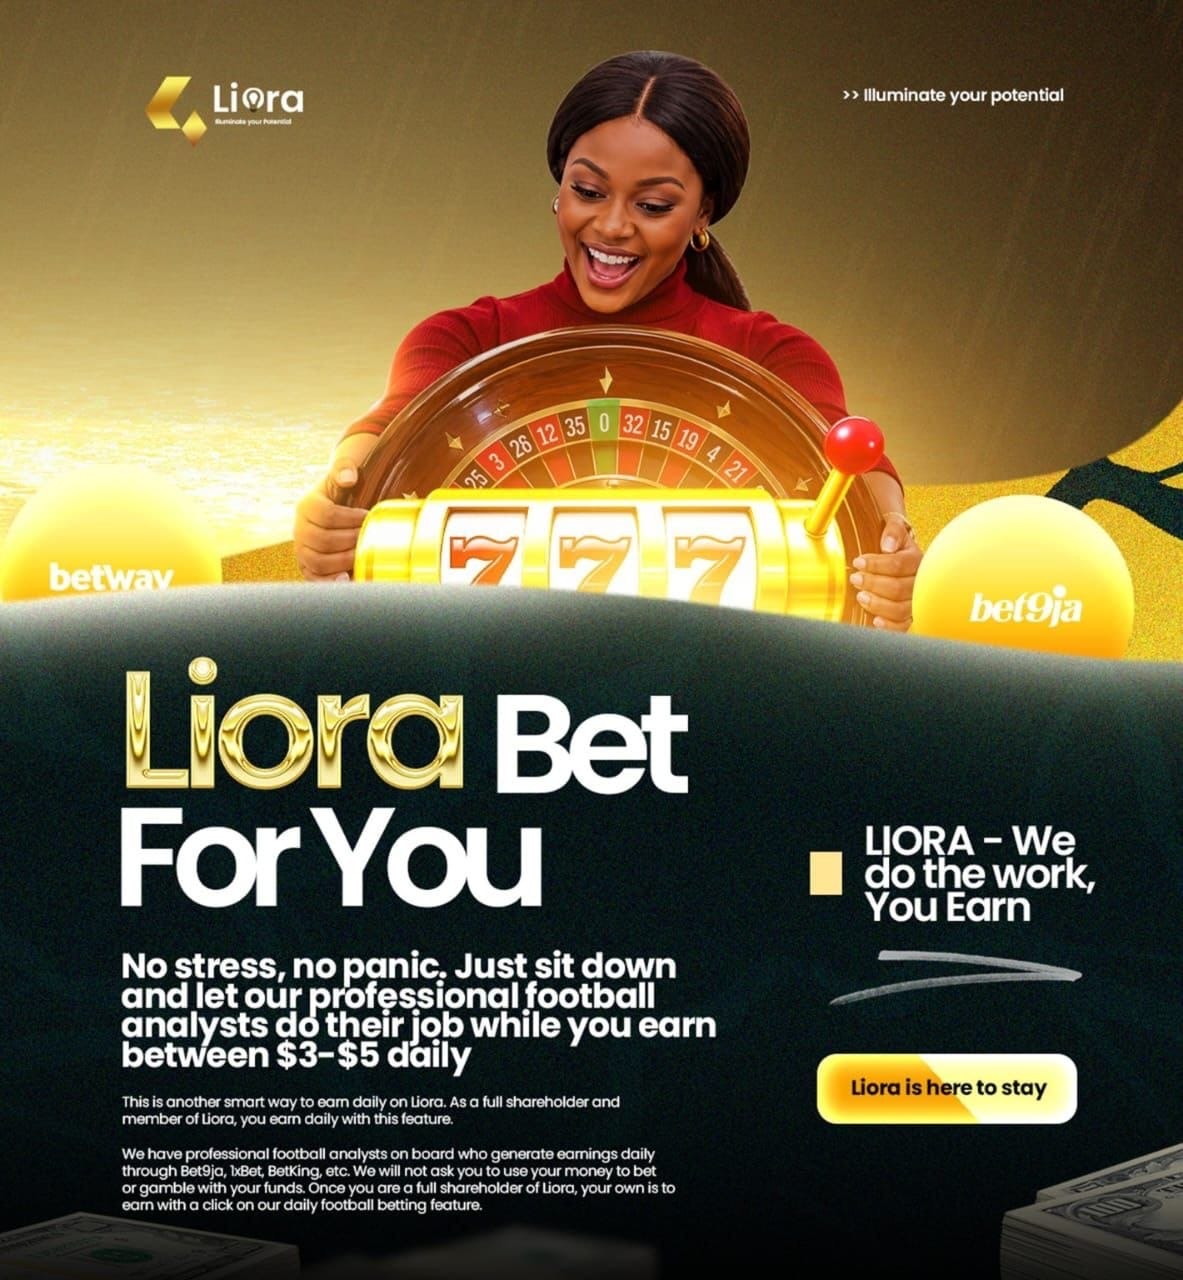 Liora
Illuminate your Potential
>> Illuminate your potential
25 3 26 12 35 0 32 15 19 4 21
7 7 7
betway
bet9ja
Liora Bet
For You
LIORA - We
do the work,
You Earn
No stress, no panic. Just sit down
and let our professional football
analysts do their job while you earn
between $3-$5 daily
Liora is here to stay
This is another smart way to earn daily on Liora. As a full shareholder and
member of Liora, you earn daily with this feature.
We have professional football analysts on board who generate earnings daily
through Bet9ja, 1xBet, BetKing, etc. We will not ask you to use your money to bet
or gamble with your funds. Once you are a full shareholder of Liora, your own is to
earn with a click on our daily football betting feature.
100